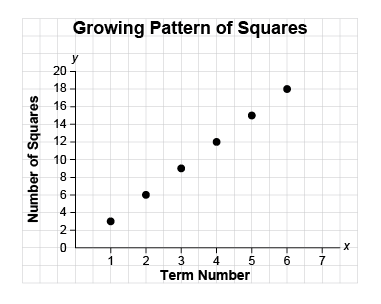 Growing Pattern of Squares
y
20
18
16
14
12
10
8
6
4
2
0
Number of Squares
1 2 3 4 5 6 7 x
Term Number